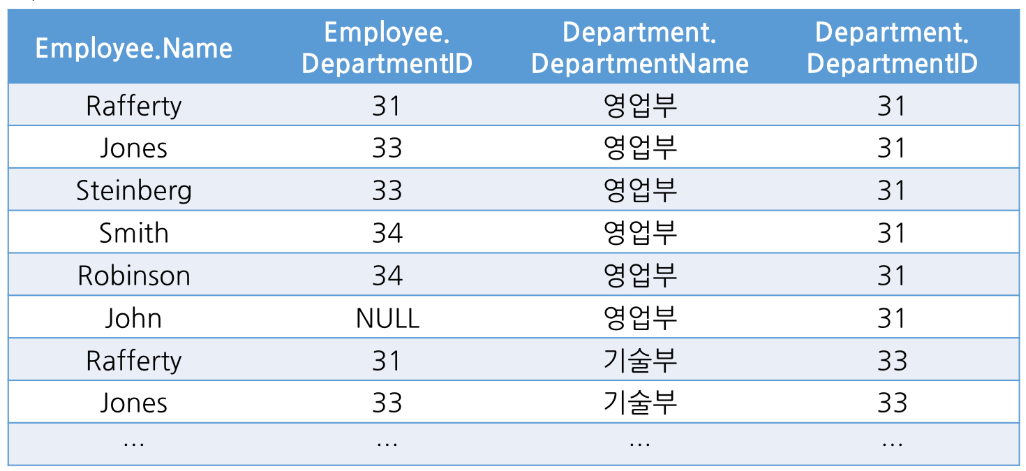 Employee.Name Employee. DepartmentID Department. DepartmentName Department. DepartmentID
Rafferty 31 영업부 31
Jones 33 영업부 31
Steinberg 33 영업부 31
Smith 34 영업부 31
Robinson 34 영업부 31
John NULL 영업부 31
Rafferty 31 기술부 33
Jones 33 기술부 33
… … … …